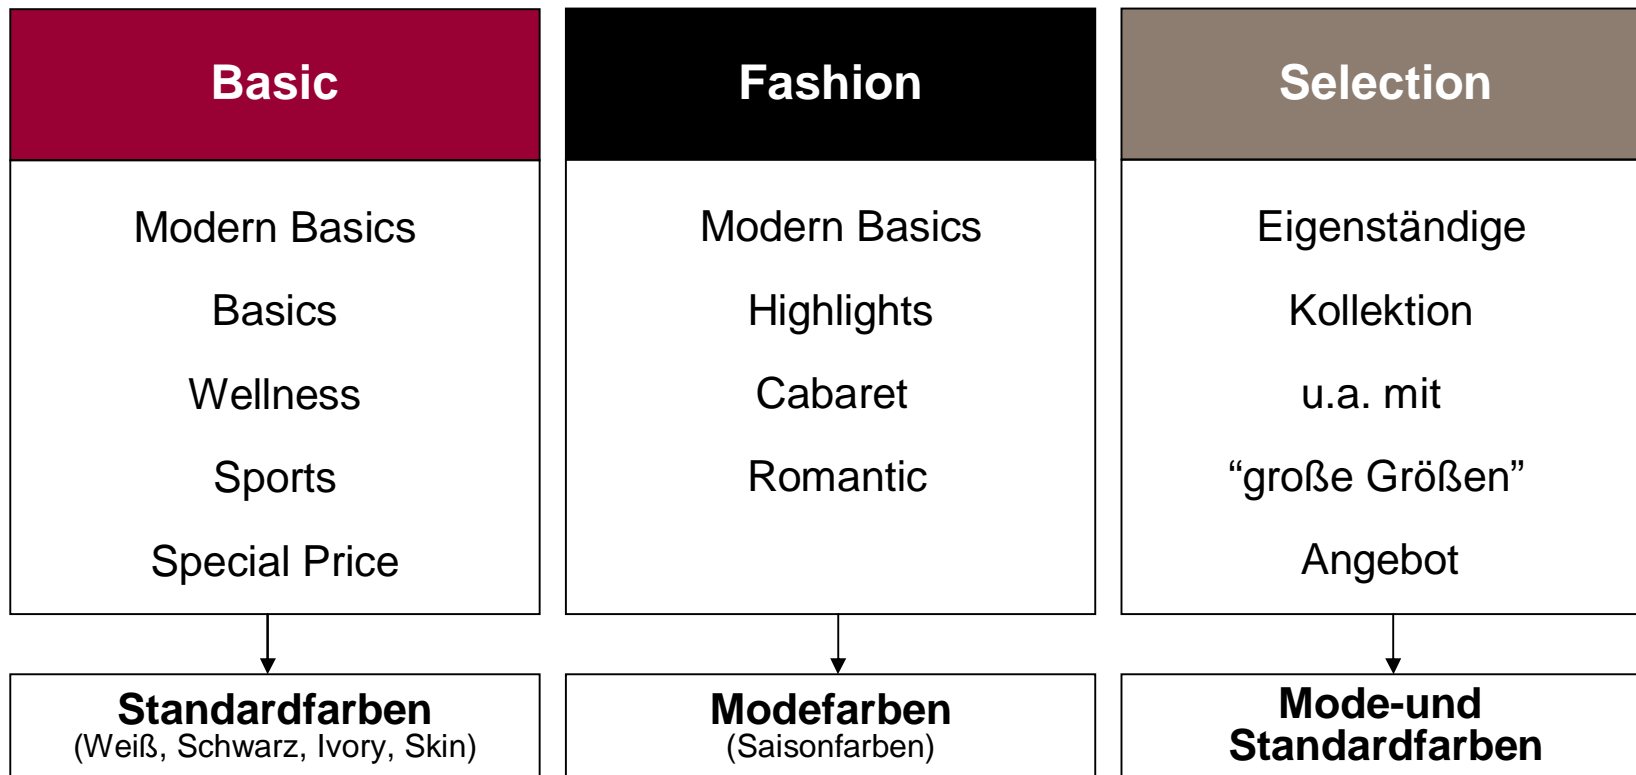 Basic
Modern Basics
Basics
Wellness
Sports
Special Price
Standardfarben
(Weiß, Schwarz, Ivory, Skin)
Fashion
Modern Basics
Highlights
Cabaret
Romantic
Modefarben
(Saisonfarben)
Selection
Eigenständige
Kollektion
u.a. mit
“große Größen”
Angebot
Mode-und
Standardfarben